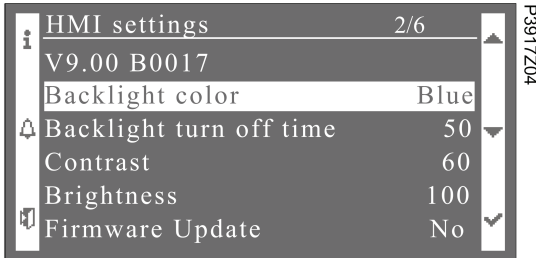 HMI settings 2/6
V9.00 B0017
Backlight color Blue
Backlight turn off time 50
Contrast 60
Brightness 100
Firmware Update No
P3917Z04